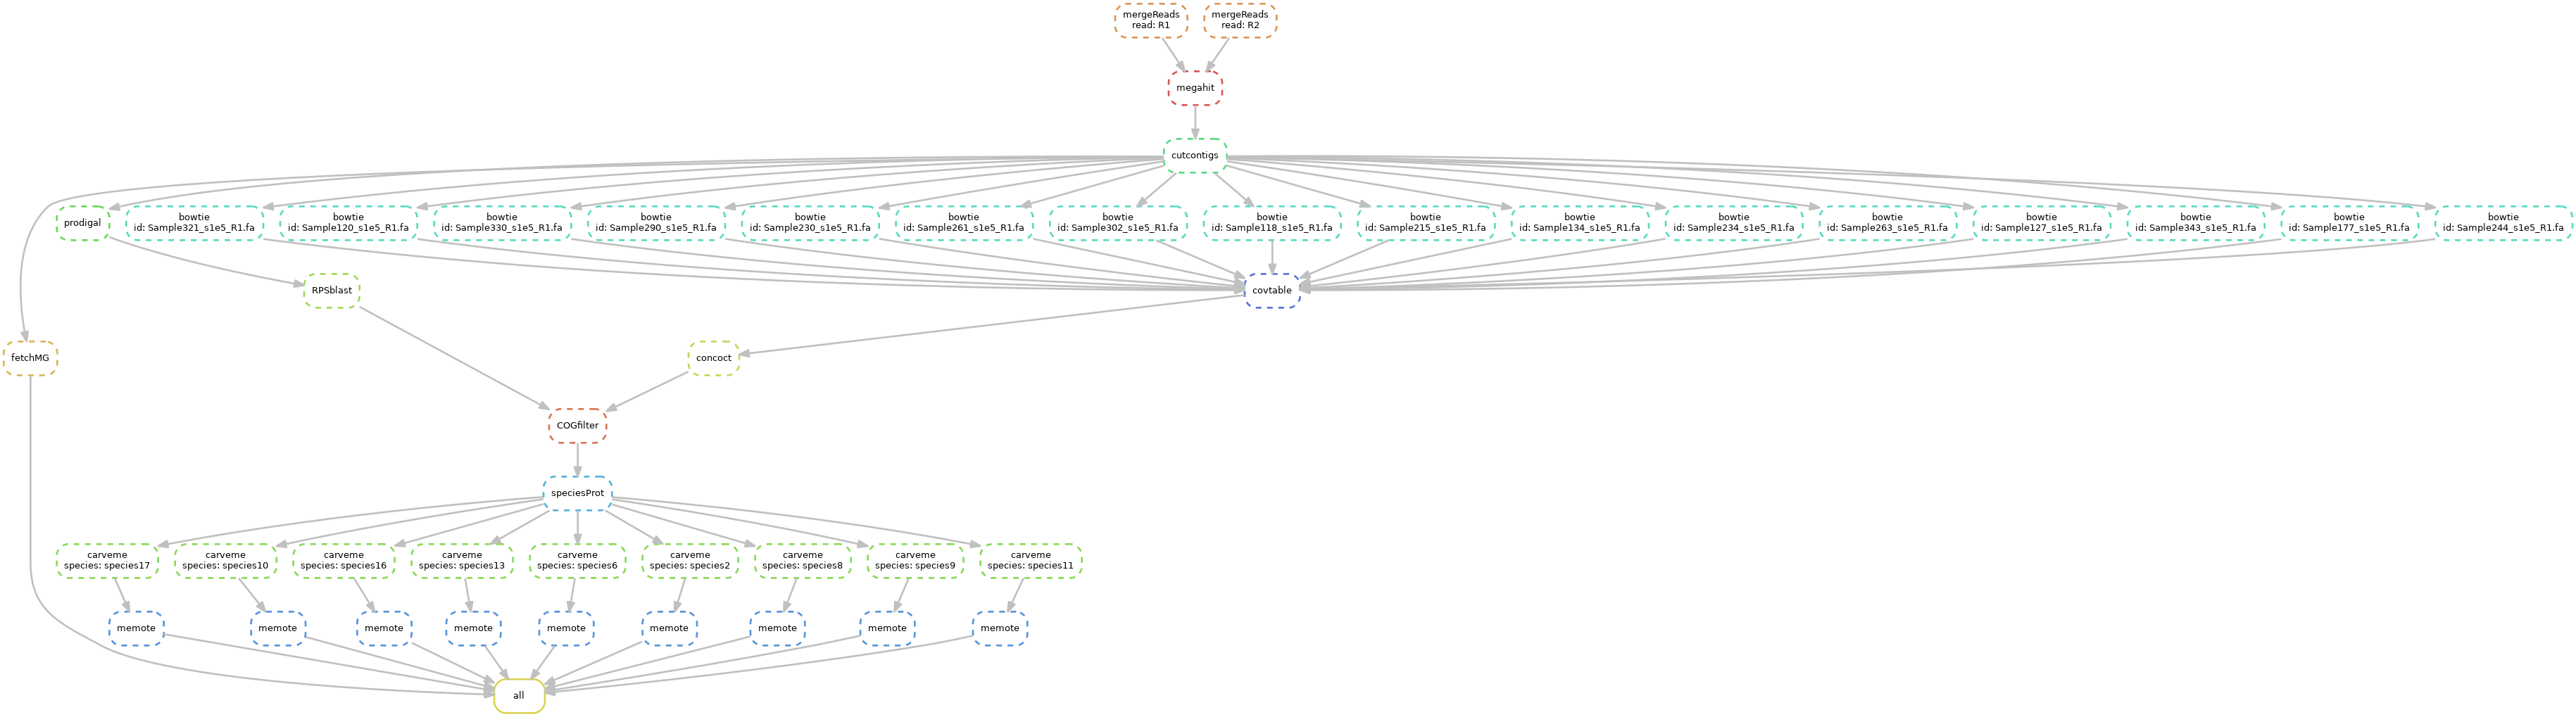 mergeReads
read: R1
mergeReads
read: R2
megahit
cutcontigs
prodigal
bowtie
id: Sample321_s1e5_R1.fa
bowtie
id: Sample120_s1e5_R1.fa
bowtie
id: Sample330_s1e5_R1.fa
bowtie
id: Sample290_s1e5_R1.fa
bowtie
id: Sample230_s1e5_R1.fa
bowtie
id: Sample261_s1e5_R1.fa
bowtie
id: Sample302_s1e5_R1.fa
bowtie
id: Sample118_s1e5_R1.fa
bowtie
id: Sample215_s1e5_R1.fa
bowtie
id: Sample134_s1e5_R1.fa
bowtie
id: Sample234_s1e5_R1.fa
bowtie
id: Sample263_s1e5_R1.fa
bowtie
id: Sample127_s1e5_R1.fa
bowtie
id: Sample343_s1e5_R1.fa
bowtie
id: Sample177_s1e5_R1.fa
bowtie
id: Sample244_s1e5_R1.fa
RPSblast
covtable
fetchMG
concoct
COGfilter
speciesProt
carveme
species: species17
carveme
species: species10
carveme
species: species16
carveme
species: species13
carveme
species: species6
carveme
species: species2
carveme
species: species8
carveme
species: species9
carveme
species: species11
memote
memote
memote
memote
memote
memote
memote
memote
memote
all